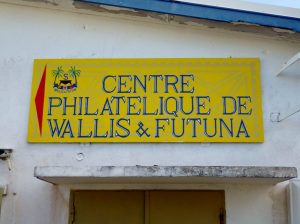 CENTRE
PHILATELIQUE DE
WALLIS & FUTUNA